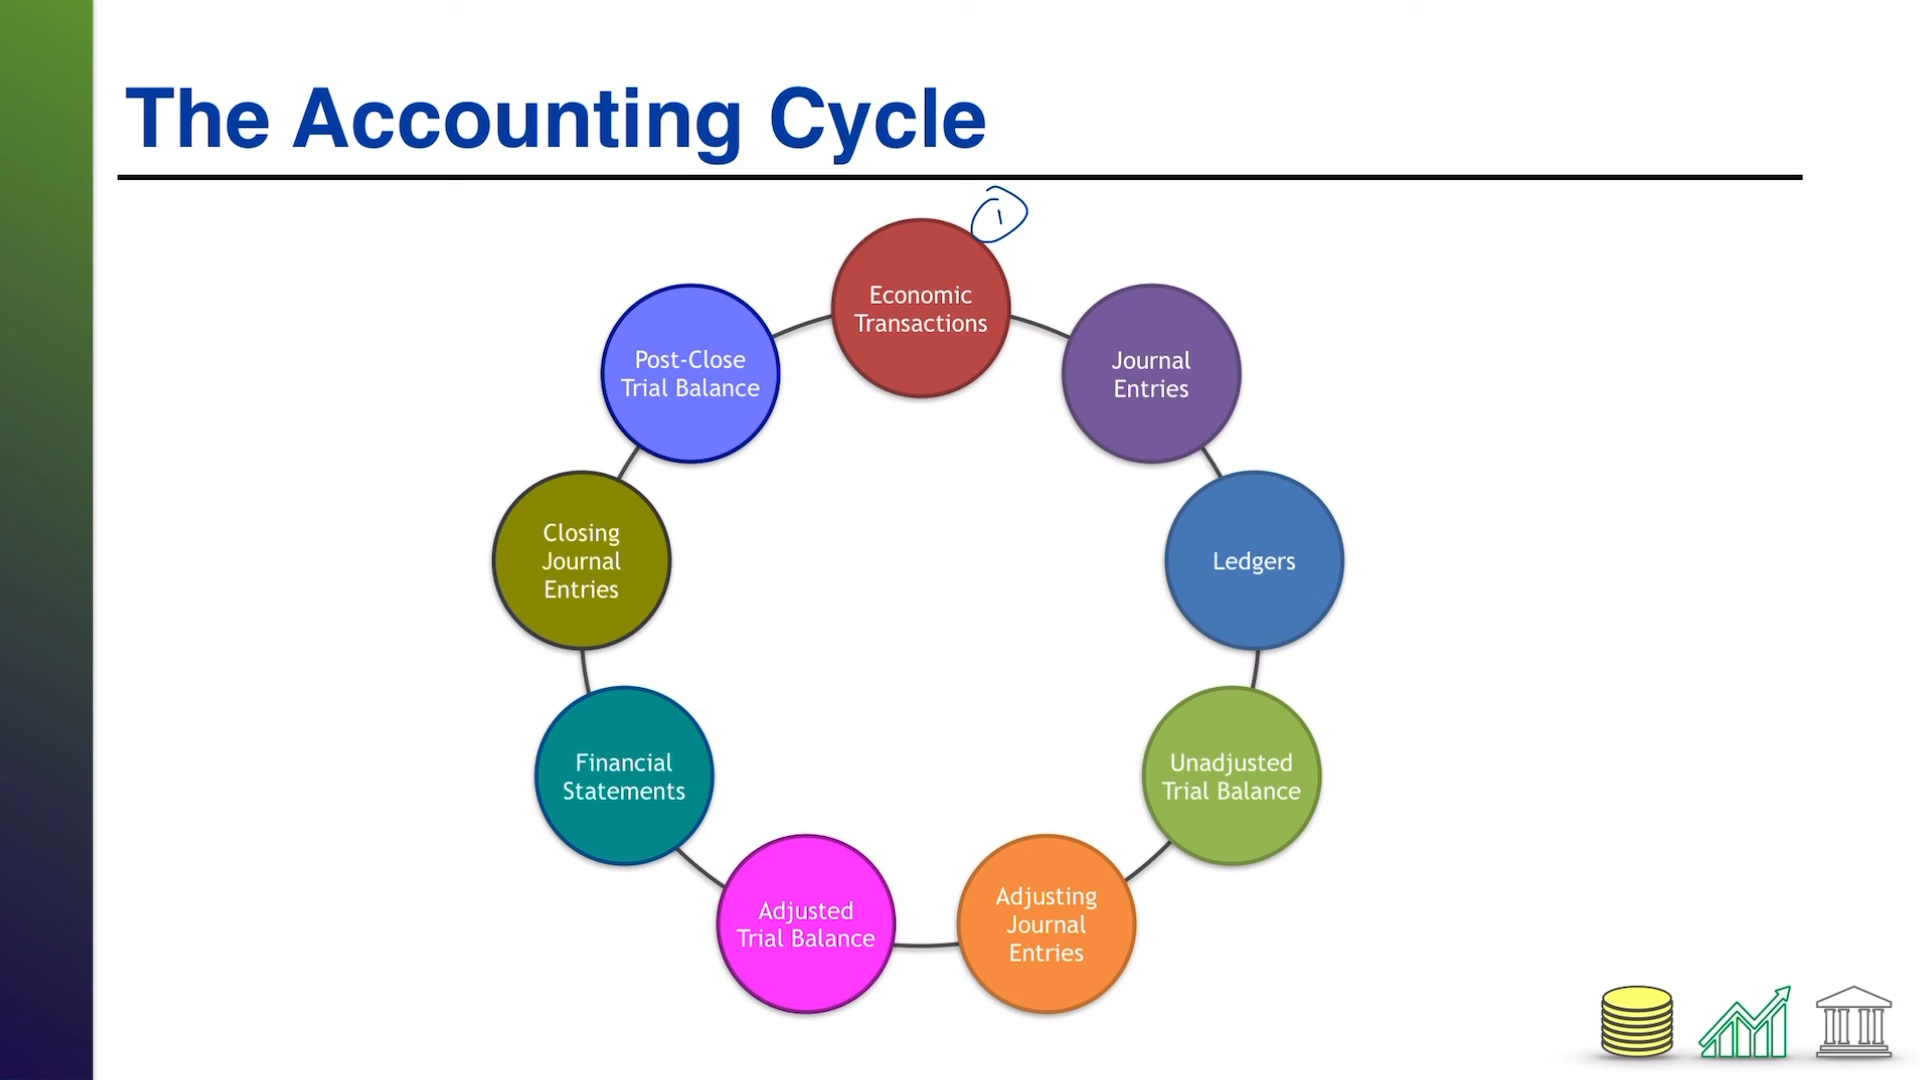 The Accounting Cycle
1
Economic
Transactions
Journal
Entries
Ledgers
Unadjusted
Trial Balance
Adjusting
Journal
Entries
Adjusted
Trial Balance
Financial
Statements
Closing
Journal
Entries
Post-Close
Trial Balance